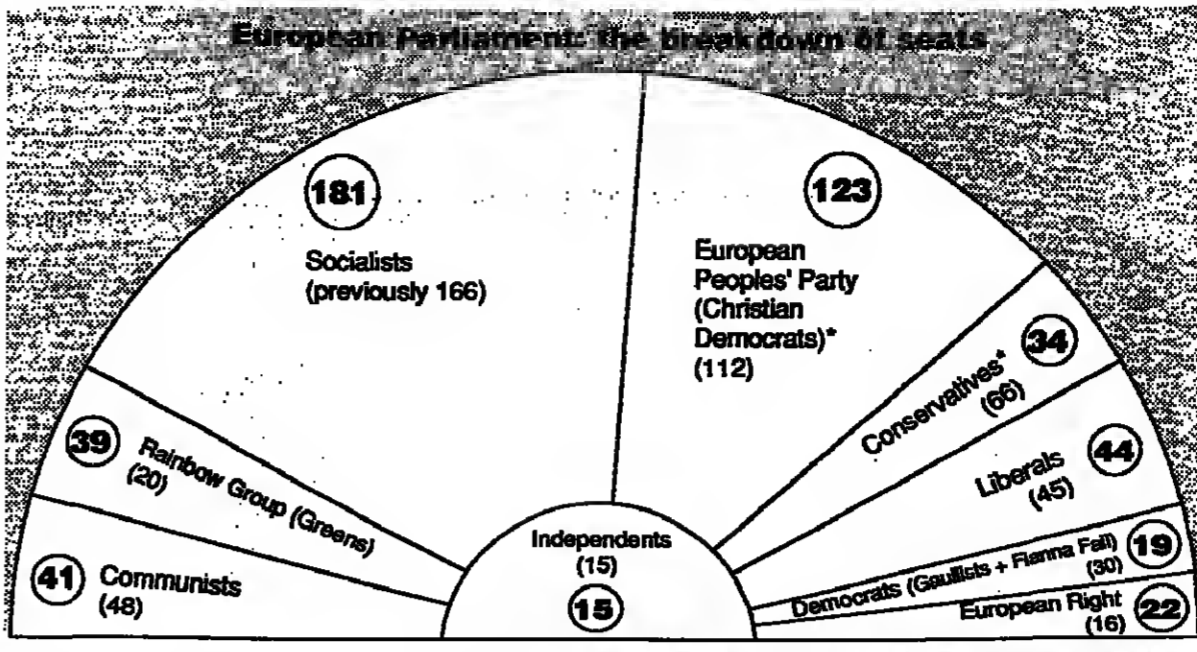 European Parliament: the breakdown of seats
181
Socialists
(previously 166)
123
European
Peoples' Party
(Christian
Democrats)*
(112)
34
Conservatives*
(66)
44
Liberals
(45)
39
Rainbow Group (Greens)
(20)
41
Communists
(48)
Independents
(15)
15
19
Democrats (Gaullists + Fianna Fail)
(30)
22
European Right
(16)